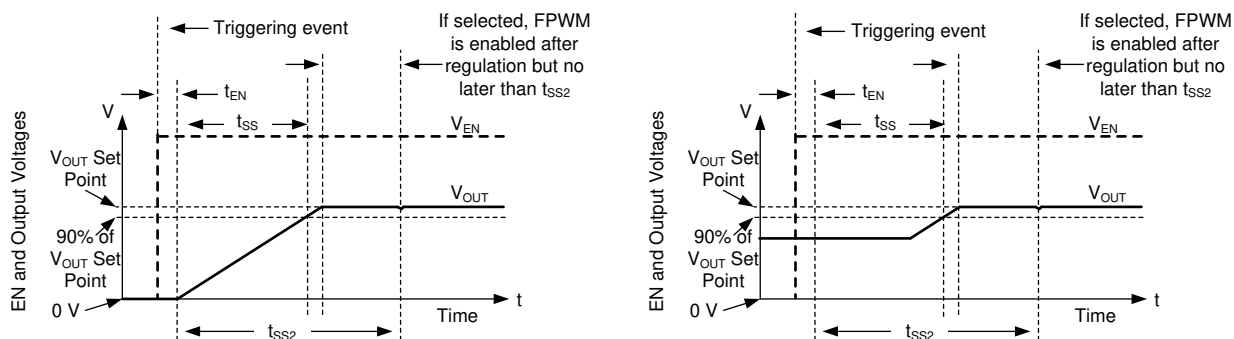 Triggering event
If selected, FPWM
is enabled after
regulation but no
later than tSS2
tEN
V
tSS
VEN
VOUT Set
Point
VOUT
90% of
VOUT Set
Point
0 V
t
Time
tSS2
EN and Output Voltages
Triggering event
If selected, FPWM
is enabled after
regulation but no
later than tSS2
tEN
V
tSS
VEN
VOUT Set
Point
VOUT
90% of
VOUT Set
Point
0 V
t
Time
tSS2
EN and Output Voltages